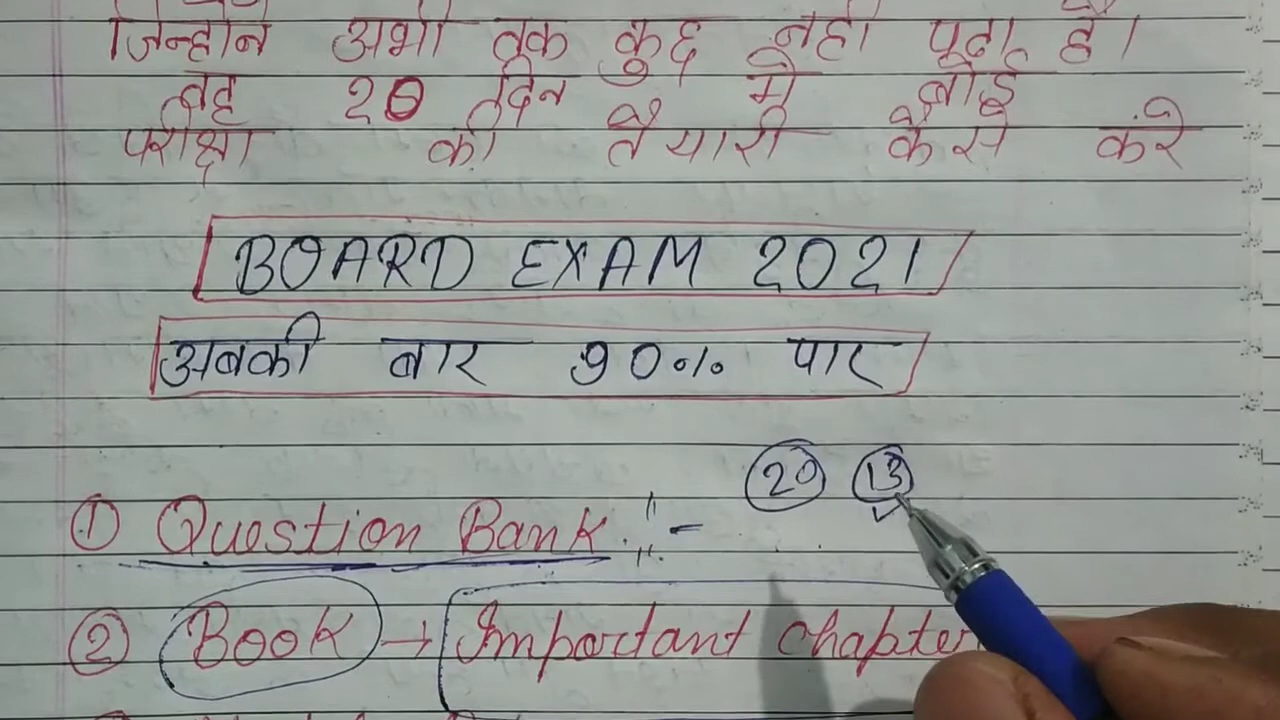 जिन्होंने अभी तक कुछ नहीं पढ़ा है।
वह 20 दिन में बोर्ड
परीक्षा की तैयारी कैसे करे
BOARD EXAM 2021
अबकी बार 90% पार
20 13
① Question Bank :-
② Book → Important chapter